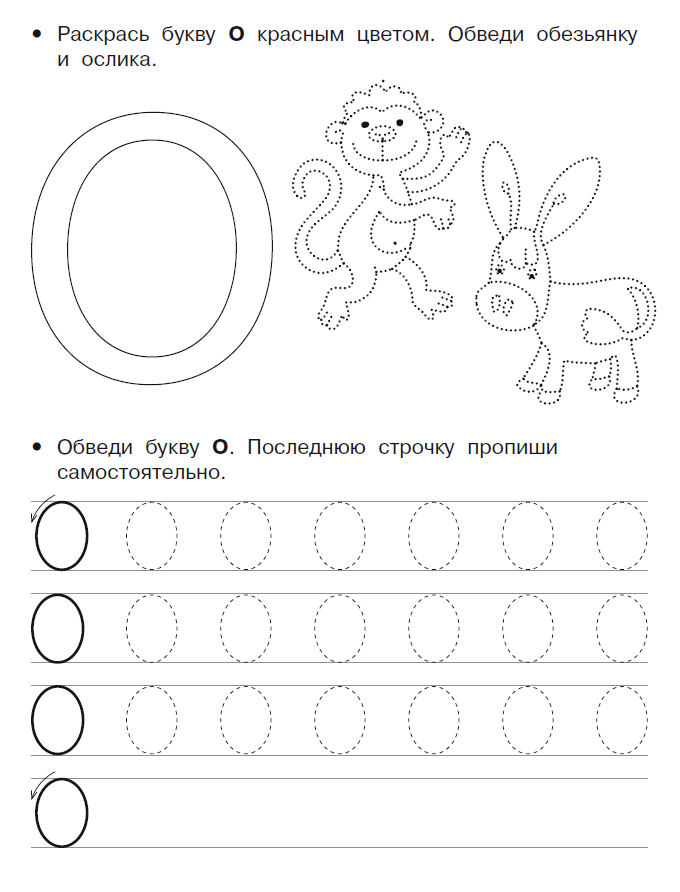 • Раскрась букву О красным цветом. Обведи обезьянку
и ослика.
О
• Обведи букву О. Последнюю строчку пропиши
самостоятельно.
О О О О О О О
О О О О О О О
О О О О О О О
О